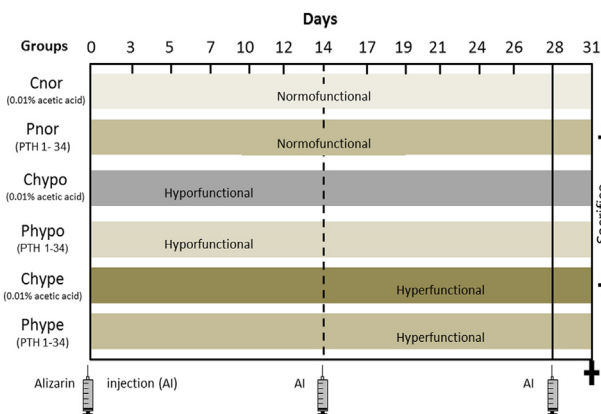 Days
Groups 0 3 5 7 10 12 14 17 19 21 24 26 28 31
Cnor
(0.01% acetic acid)
Normofunctional
Pnor
(PTH 1- 34)
Normofunctional
Chypo
(0.01% acetic acid)
Hyporfunctional
Phypo
(PTH 1-34)
Hyporfunctional
Chype
(0.01% acetic acid)
Hyperfunctional
Phype
(PTH 1-34)
Hyperfunctional
Alizarin injection (AI) AI AI